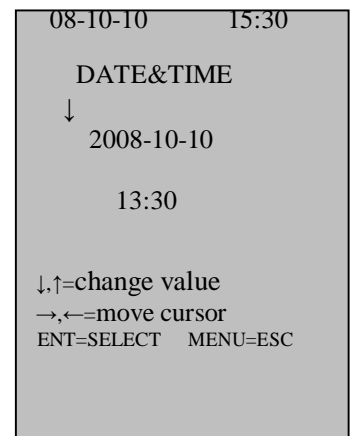 08-10-10 15:30
DATE&TIME
↓
2008-10-10
13:30
↓,↑=change value
→,←=move cursor
ENT=SELECT MENU=ESC